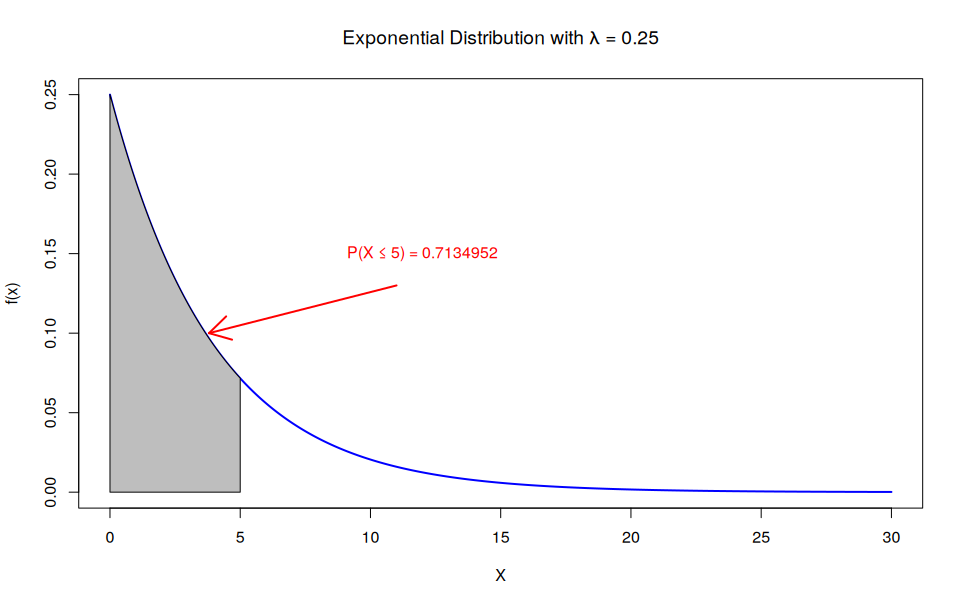 Exponential Distribution with λ = 0.25
f(x)
0.25
0.20
0.15
0.10
0.05
0.00
P(X ≤ 5) = 0.7134952
0 5 10 15 20 25 30
X